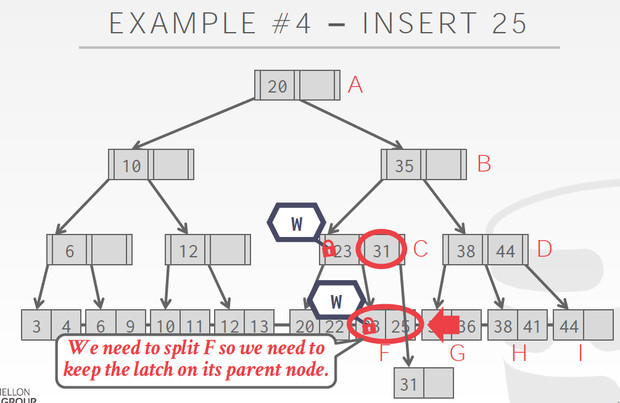 EXAMPLE #4 – INSERT 25
20 A
10 35 B
W
6 12 23 31 C 38 44 D
W
3 4 6 9 10 11 12 13 20 22 25 36 38 41 44
We need to split F so we need to
keep the latch on its parent node.
F G H I
31
MELLON
GROUP